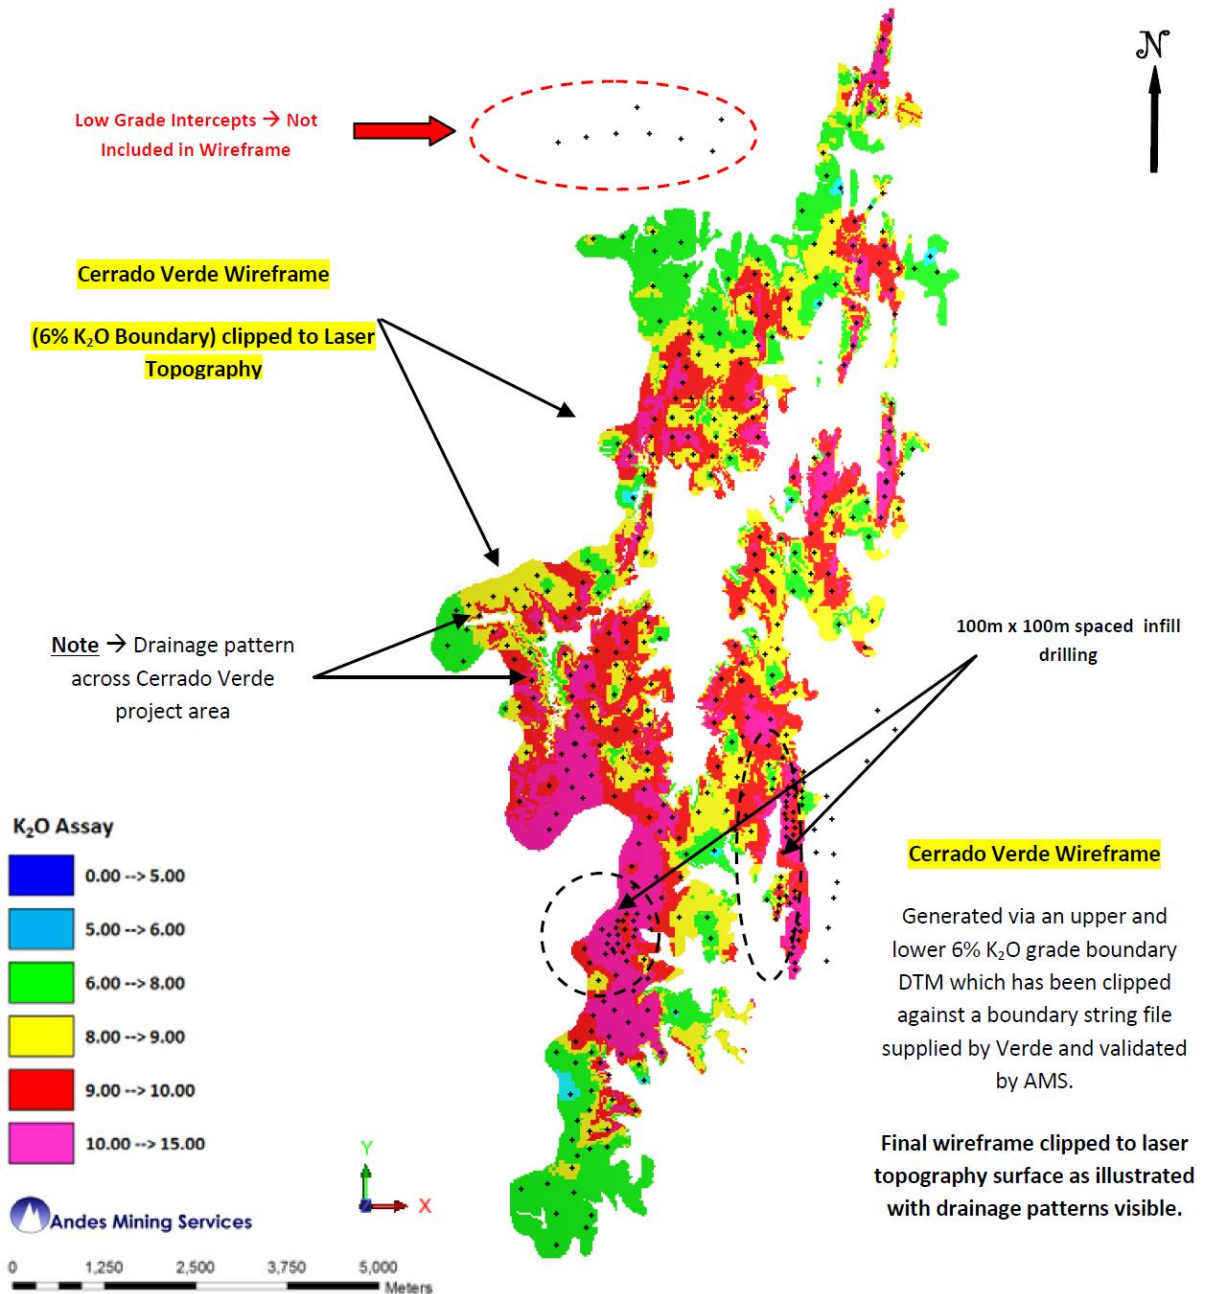 N
Low Grade Intercepts → Not
Included in Wireframe
Cerrado Verde Wireframe
(6% K₂O Boundary) clipped to Laser
Topography
Note → Drainage pattern
across Cerrado Verde
project area
100m x 100m spaced infill
drilling
K₂O Assay
0.00 --> 5.00
5.00 --> 6.00
6.00 --> 8.00
8.00 --> 9.00
9.00 --> 10.00
10.00 --> 15.00
Cerrado Verde Wireframe
Generated via an upper and
lower 6% K₂O grade boundary
DTM which has been clipped
against a boundary string file
supplied by Verde and validated
by AMS.
Final wireframe clipped to laser
topography surface as illustrated
with drainage patterns visible.
Y
X
Andes Mining Services
0 1,250 2,500 3,750 5,000
Meters